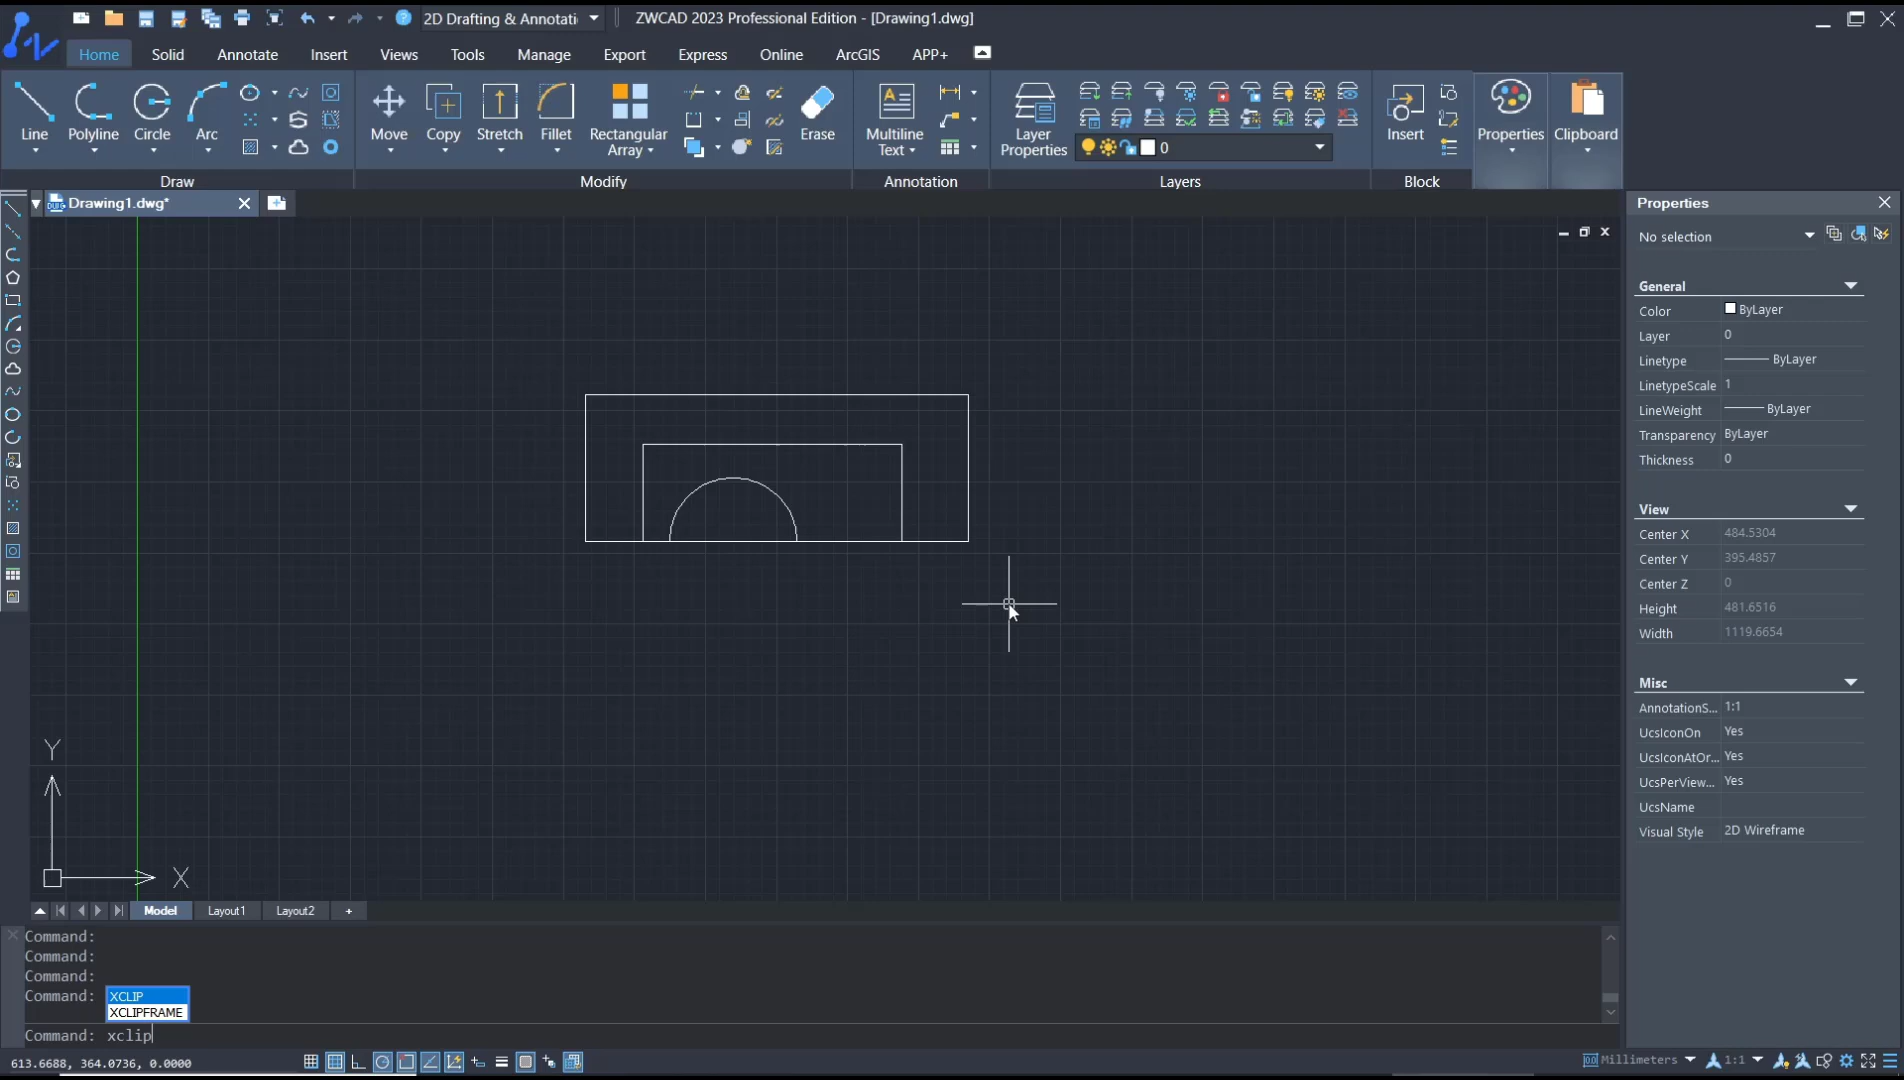 2D Drafting & Annotati
ZWCAD 2023 Professional Edition - [Drawing1.dwg]
Home Solid Annotate Insert Views Tools Manage Export Express Online ArcGIS APP+
Line Polyline Circle Arc
Move Copy Stretch Fillet Rectangular Array Erase
Multiline Text
Layer Properties
0
Insert
Properties
Clipboard
Draw Modify Annotation Layers Block
Drawing1.dwg*
Properties
No selection
General
Color ByLayer
Layer 0
Linetype ByLayer
LinetypeScale 1
LineWeight ByLayer
Transparency ByLayer
Thickness 0
View
Center X 484.5304
Center Y 395.4857
Center Z 0
Height 481.6516
Width 1119.6654
Misc
AnnotationS... 1:1
UcsIconOn Yes
UcsIconAtOr... Yes
UcsPerView... Yes
UcsName
Visual Style 2D Wireframe
Y
X
Model Layout1 Layout2 +
Command:
Command:
Command:
Command:
XCLIP
XCLIPFRAME
Command: xclip
613.6688, 364.0736, 0.0000
Millimeters 1:1